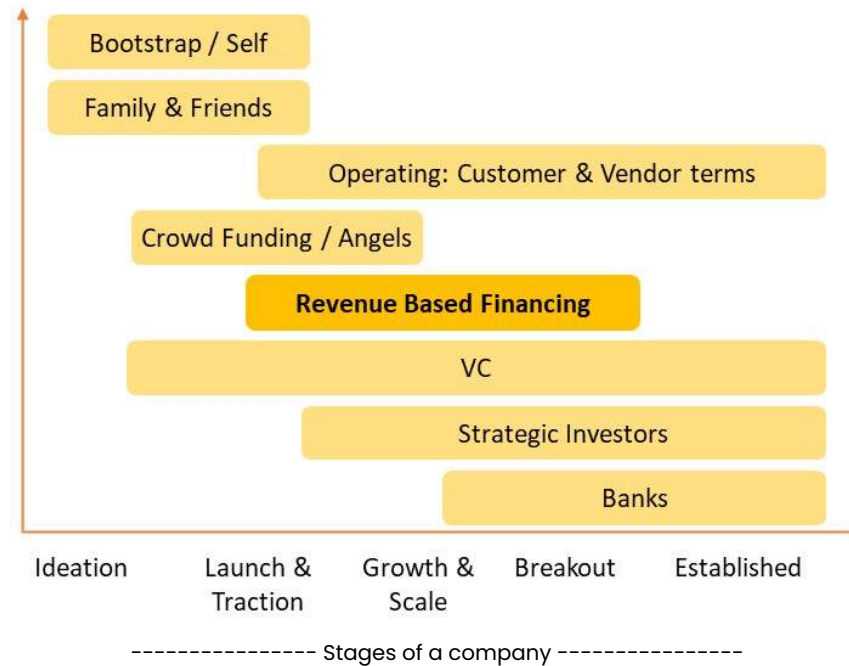 Bootstrap / Self
Family & Friends
Operating: Customer & Vendor terms
Crowd Funding / Angels
Revenue Based Financing
VC
Strategic Investors
Banks
Ideation Launch & Growth & Breakout Established
Traction Scale
---------------- Stages of a company ----------------